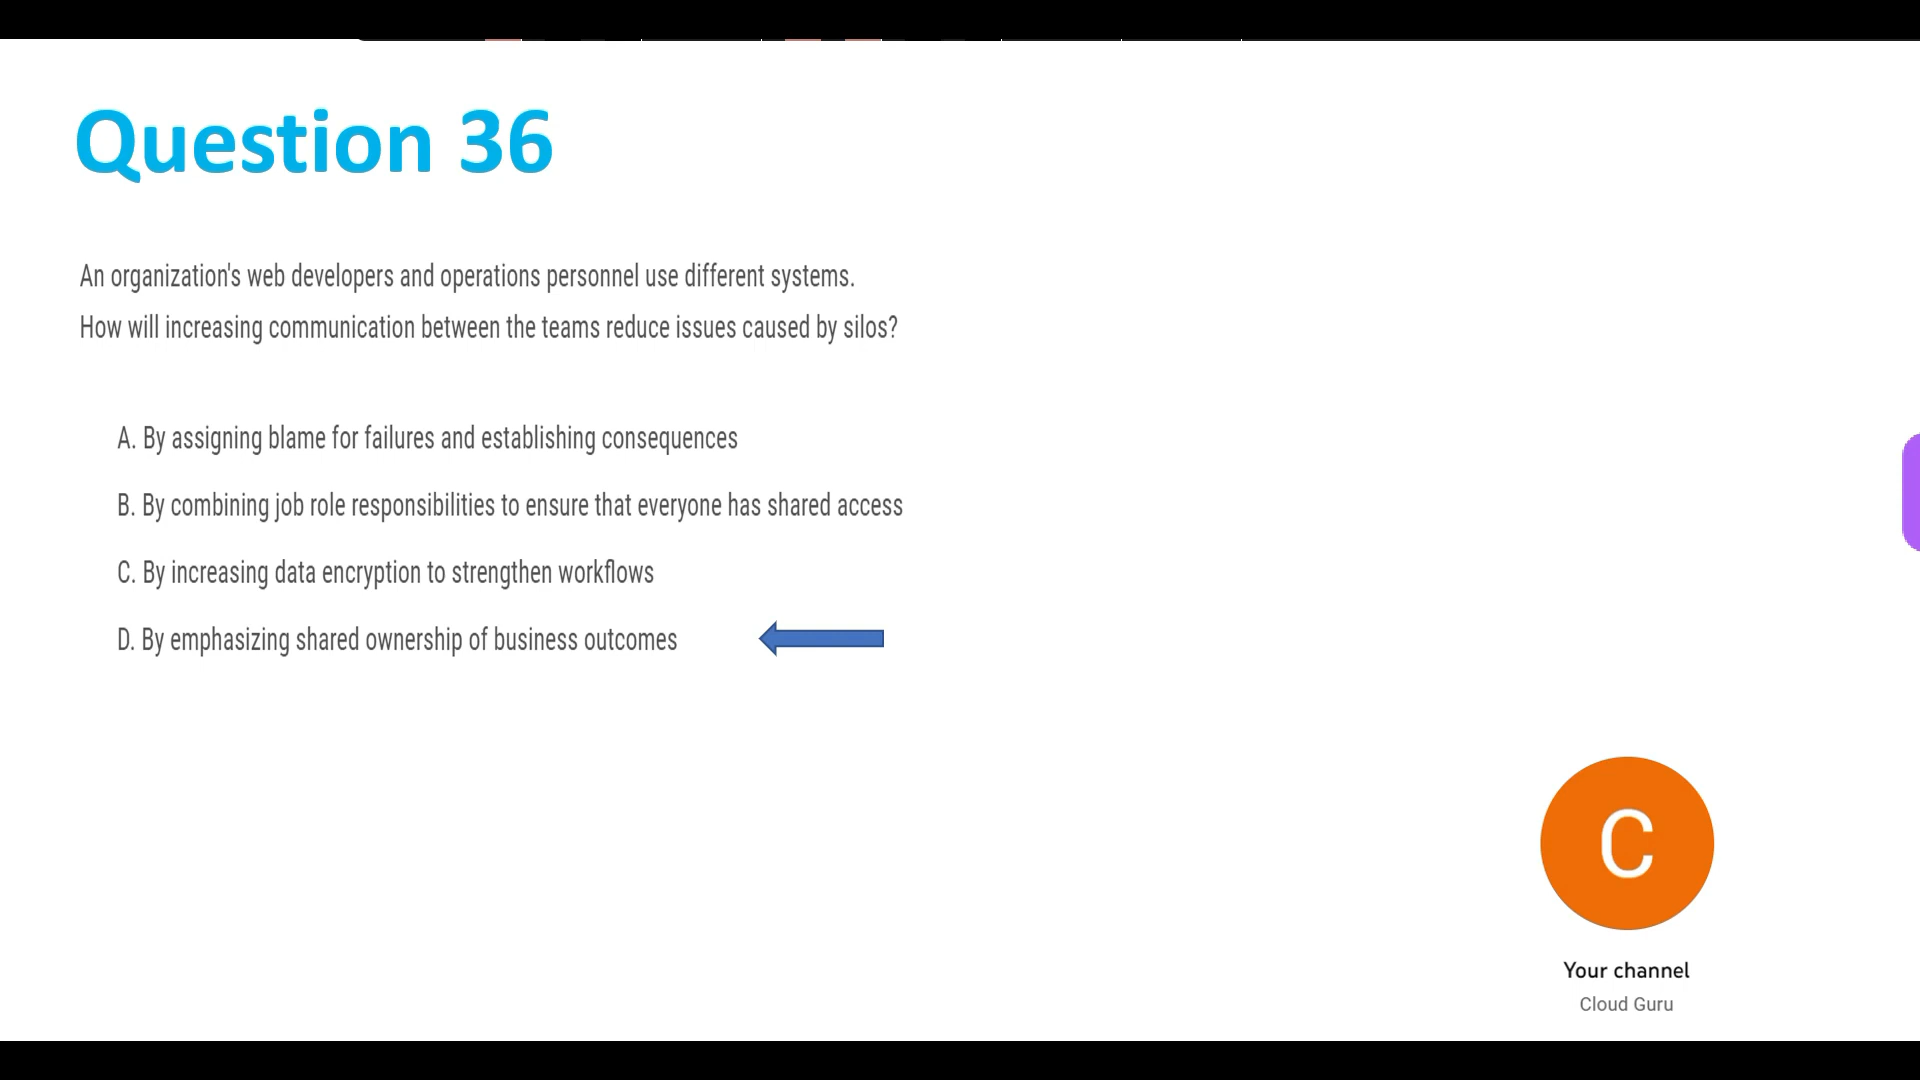 Question 36
An organization's web developers and operations personnel use different systems.
How will increasing communication between the teams reduce issues caused by silos?
A. By assigning blame for failures and establishing consequences
B. By combining job role responsibilities to ensure that everyone has shared access
C. By increasing data encryption to strengthen workflows
D. By emphasizing shared ownership of business outcomes
C
Your channel
Cloud Guru